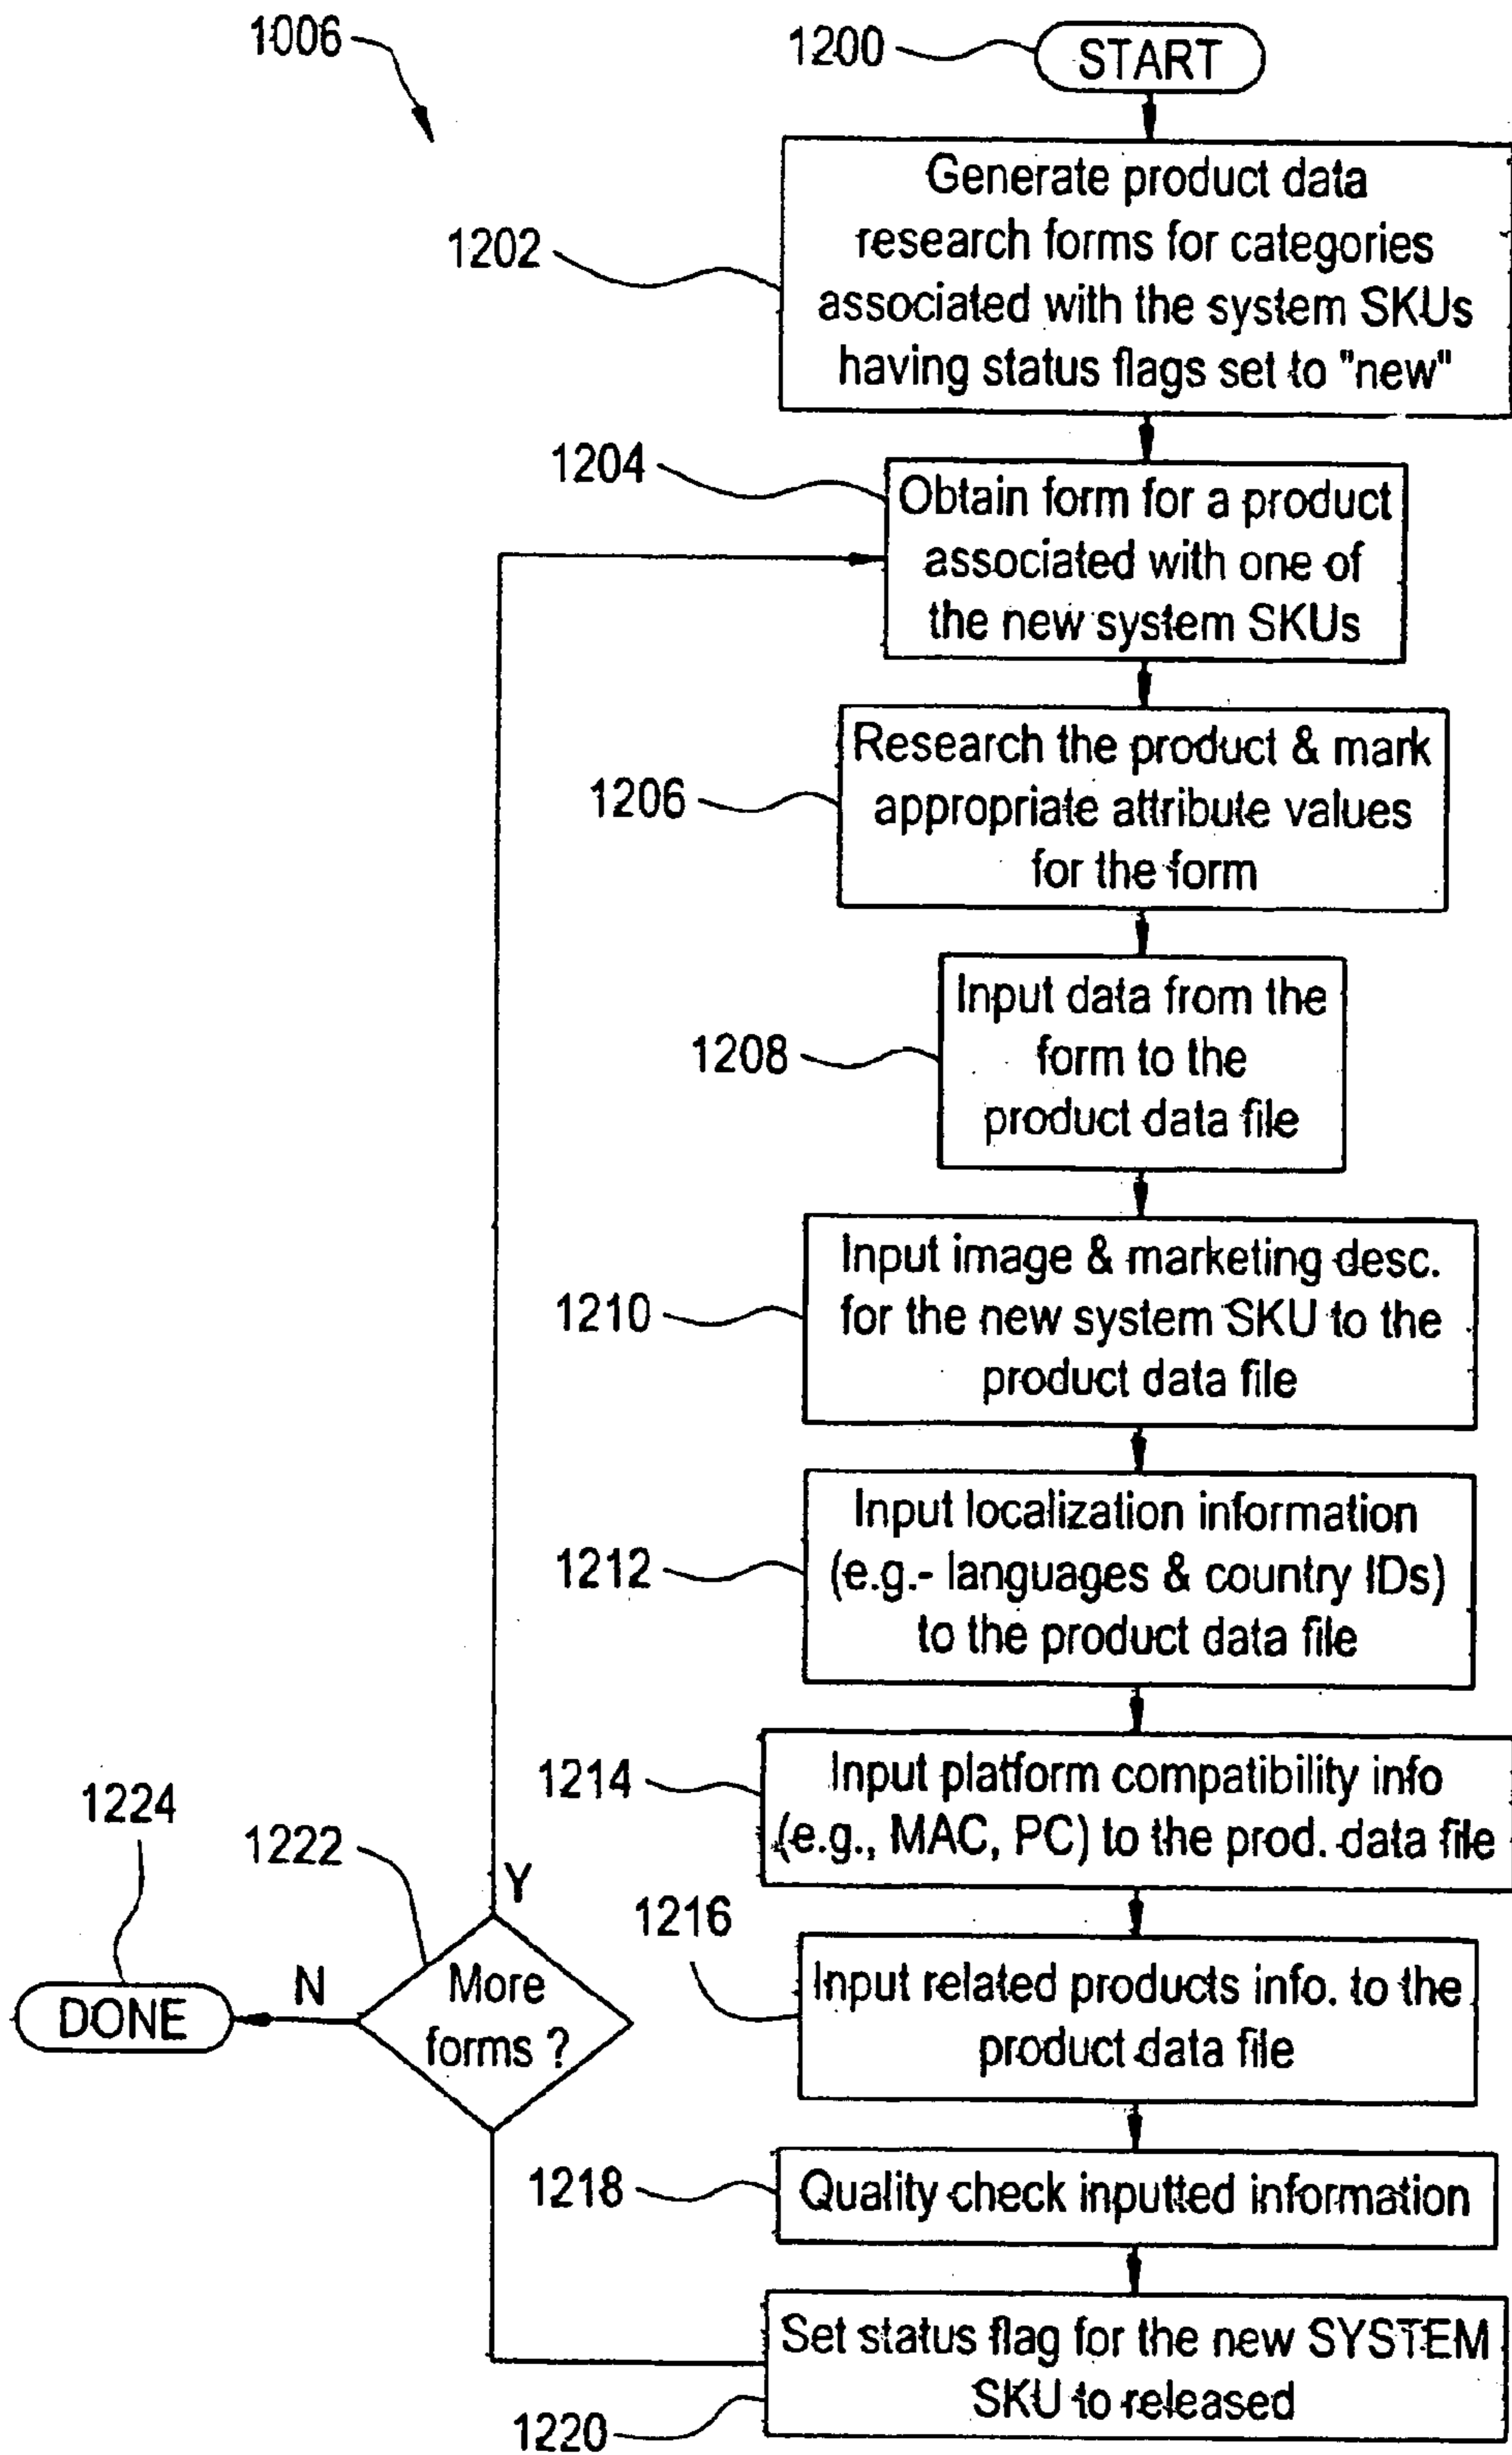 1006
1200
START
1202
Generate product data
research forms for categories
associated with the system SKUs
having status flags set to "new"
1204
Obtain form for a product
associated with one of
the new system SKUs
1206
Research the product & mark
appropriate attribute values
for the form
1208
Input data from the
form to the
product data file
1210
Input image & marketing desc.
for the new system SKU to the
product data file
1212
Input localization information
(e.g.- languages & country IDs)
to the product data file
1214
Input platform compatibility info
(e.g., MAC, PC) to the prod. data file
1216
Input related products info. to the
product data file
1218
Quality check inputted information
1220
Set status flag for the new SYSTEM
SKU to released
1222
More
forms ?
Y
N
1224
DONE